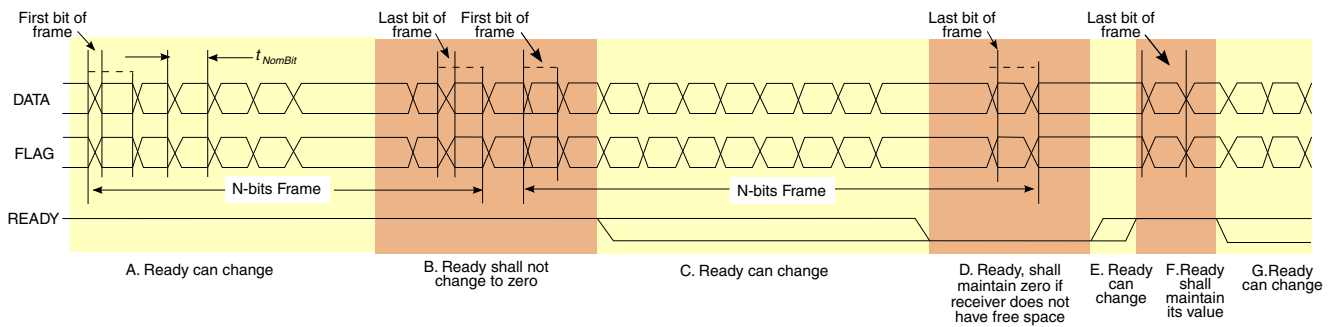 First bit of
frame
t NomBit
Last bit of
frame
First bit of
frame
Last bit of
frame
Last bit of
frame
DATA
FLAG
N-bits Frame
N-bits Frame
READY
A. Ready can change
B. Ready shall not
change to zero
C. Ready can change
D. Ready, shall
maintain zero if
receiver does not
have free space
E. Ready
can
change
F.Ready
shall
maintain
its value
G.Ready
can change